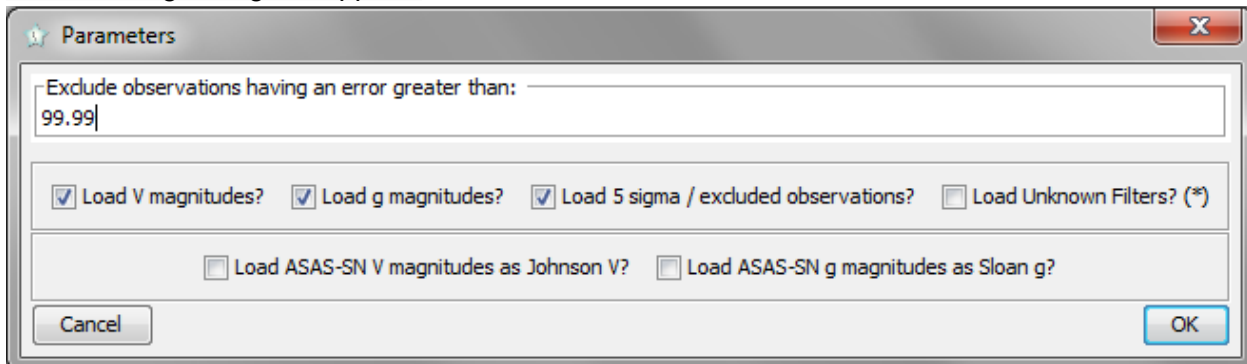 Parameters
Exclude observations having an error greater than:
99.99
Load V magnitudes? Load g magnitudes? Load 5 sigma / excluded observations? Load Unknown Filters? (*)
Load ASAS-SN V magnitudes as Johnson V? Load ASAS-SN g magnitudes as Sloan g?
Cancel OK